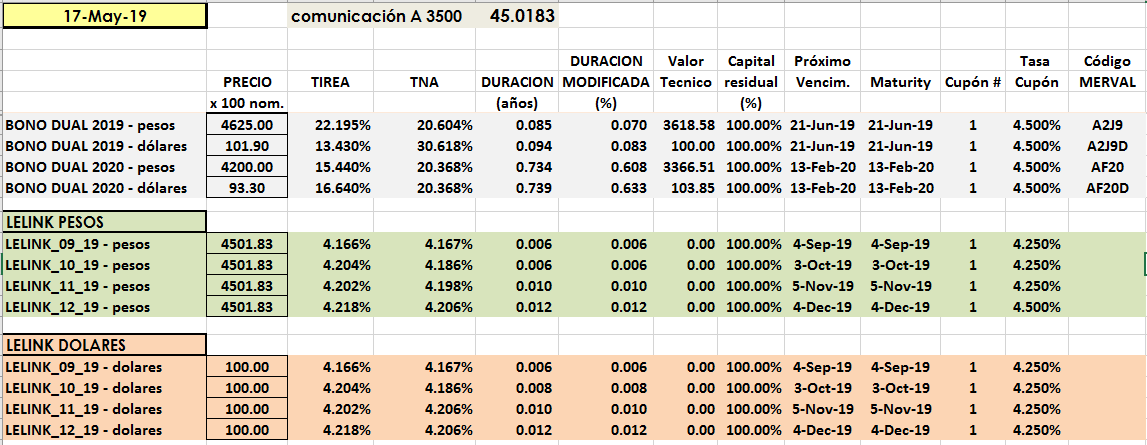 17-May-19 comunicación A 3500 45.0183
DURACION Valor Capital Próximo Tasa Código
PRECIO TIREA TNA DURACION MODIFICADA Tecnico residual Vencim. Maturity Cupón # Cupón MERVAL
x 100 nom. (años) (%) (%)
BONO DUAL 2019 - pesos 4625.00 22.195% 20.604% 0.085 0.070 3618.58 100.00% 21-Jun-19 21-Jun-19 1 4.500% A2J9
BONO DUAL 2019 - dólares 101.90 13.430% 30.618% 0.094 0.083 100.00 100.00% 21-Jun-19 21-Jun-19 1 4.500% A2J9D
BONO DUAL 2020 - pesos 4200.00 15.440% 20.368% 0.734 0.608 3366.51 100.00% 13-Feb-20 13-Feb-20 1 4.500% AF20
BONO DUAL 2020 - dólares 93.30 16.640% 20.368% 0.739 0.633 103.85 100.00% 13-Feb-20 13-Feb-20 1 4.500% AF20D
LELINK PESOS
LELINK_09_19 - pesos 4501.83 4.166% 4.167% 0.006 0.006 0.00 100.00% 4-Sep-19 4-Sep-19 1 4.250%
LELINK_10_19 - pesos 4501.83 4.204% 4.186% 0.006 0.006 0.00 100.00% 3-Oct-19 3-Oct-19 1 4.250%
LELINK_11_19 - pesos 4501.83 4.202% 4.198% 0.010 0.010 0.00 100.00% 5-Nov-19 5-Nov-19 1 4.250%
LELINK_12_19 - pesos 4501.83 4.218% 4.206% 0.012 0.012 0.00 100.00% 4-Dec-19 4-Dec-19 1 4.500%
LELINK DOLARES
LELINK_09_19 - dolares 100.00 4.166% 4.167% 0.006 0.006 0.00 100.00% 4-Sep-19 4-Sep-19 1 4.250%
LELINK_10_19 - dolares 100.00 4.204% 4.186% 0.008 0.008 0.00 100.00% 3-Oct-19 3-Oct-19 1 4.250%
LELINK_11_19 - dolares 100.00 4.202% 4.206% 0.010 0.010 0.00 100.00% 5-Nov-19 5-Nov-19 1 4.250%
LELINK_12_19 - dolares 100.00 4.218% 4.206% 0.012 0.012 0.00 100.00% 4-Dec-19 4-Dec-19 1 4.250%